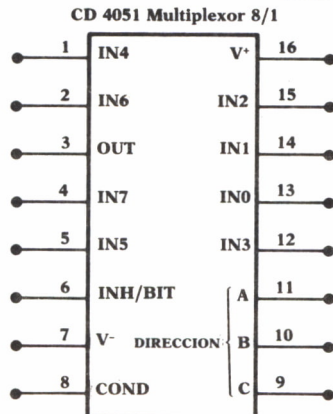 CD 4051 Multiplexor 8/1
1 IN4 V⁺ 16
2 IN6 IN2 15
3 OUT IN1 14
4 IN7 IN0 13
5 IN5 IN3 12
6 INH/BIT A 11
7 V⁻ DIRECCION B 10
8 COND C 9